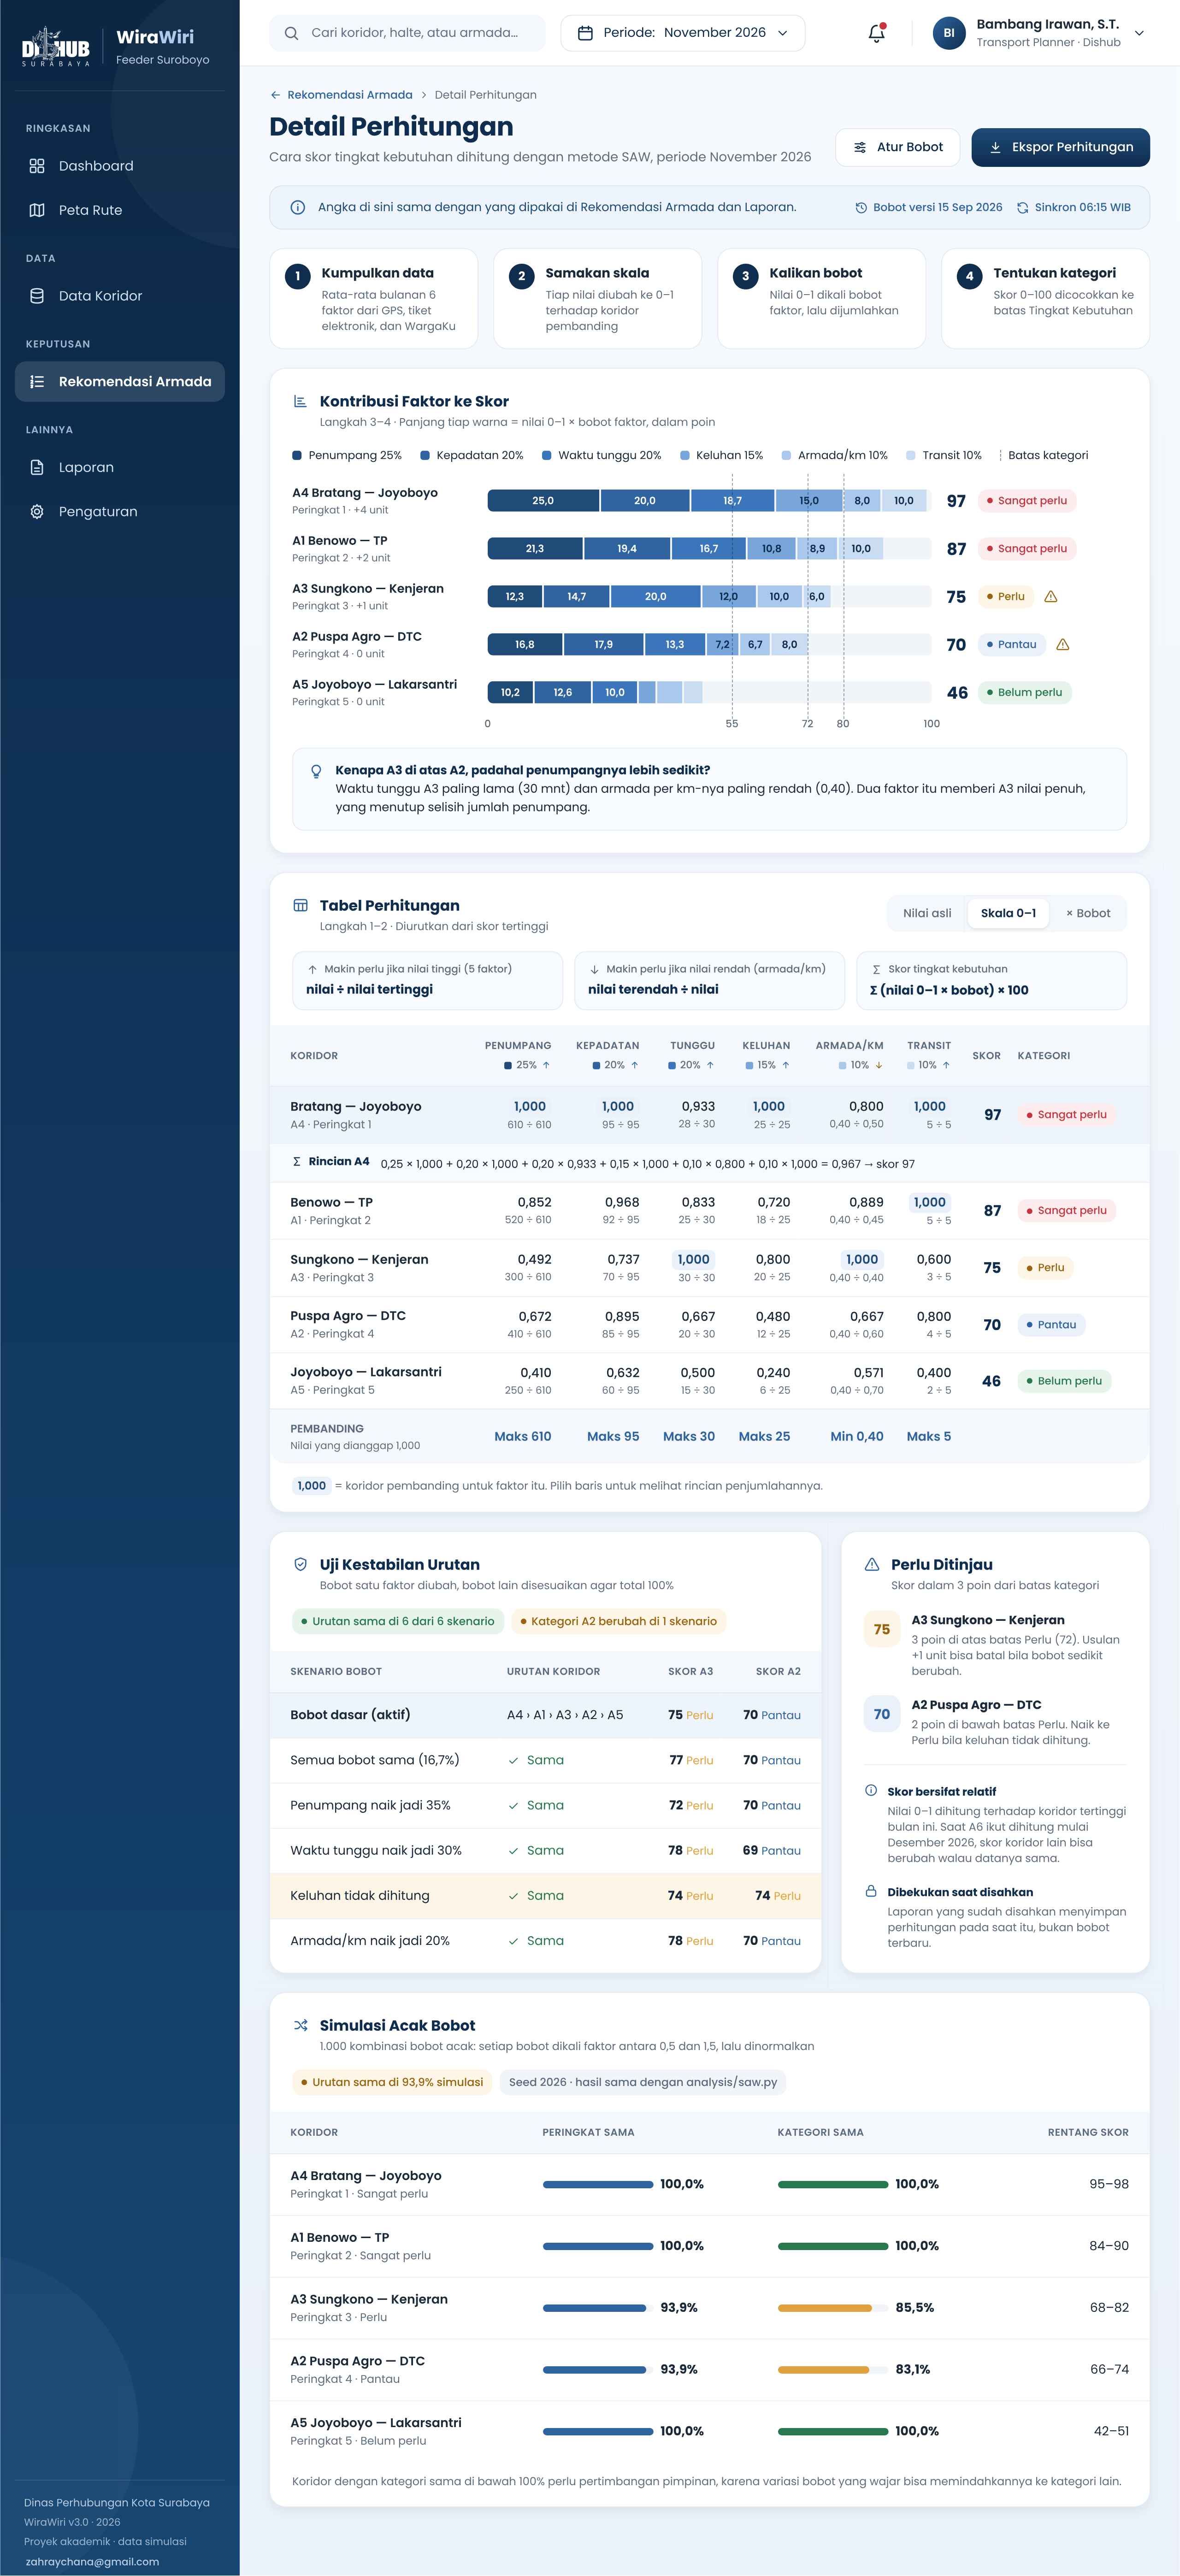 DISHUB
SURABAYA
WiraWiri
Feeder Suroboyo
RINGKASAN
Dashboard
Peta Rute
DATA
Data Koridor
KEPUTUSAN
Rekomendasi Armada
LAINNYA
Laporan
Pengaturan
Dinas Perhubungan Kota Surabaya
WiraWiri v3.0 · 2026
Proyek akademik · data simulasi
zahraychana@gmail.com
Cari koridor, halte, atau armada...
Periode: November 2026
BI
Bambang Irawan, S.T.
Transport Planner · Dishub
← Rekomendasi Armada > Detail Perhitungan
Detail Perhitungan
Cara skor tingkat kebutuhan dihitung dengan metode SAW, periode November 2026
Atur Bobot
Ekspor Perhitungan
Angka di sini sama dengan yang dipakai di Rekomendasi Armada dan Laporan.
Bobot versi 15 Sep 2026
Sinkron 06:15 WIB
1 Kumpulkan data
Rata-rata bulanan 6
faktor dari GPS, tiket
elektronik, dan WargaKu
2 Samakan skala
Tiap nilai diubah ke 0–1
terhadap koridor
pembanding
3 Kalikan bobot
Nilai 0–1 dikali bobot
faktor, lalu dijumlahkan
4 Tentukan kategori
Skor 0–100 dicocokkan ke
batas Tingkat Kebutuhan
Kontribusi Faktor ke Skor
Langkah 3–4 · Panjang tiap warna = nilai 0–1 × bobot faktor, dalam poin
Penumpang 25% Kepadatan 20% Waktu tunggu 20% Keluhan 15% Armada/km 10% Transit 10% Batas kategori
A4 Bratang — Joyoboyo 25,0 20,0 18,7 15,0 8,0 10,0 97 Sangat perlu
Peringkat 1 · +4 unit
A1 Benowo — TP 21,3 19,4 16,7 10,8 8,9 10,0 87 Sangat perlu
Peringkat 2 · +2 unit
A3 Sungkono — Kenjeran 12,3 14,7 20,0 12,0 10,0 6,0 75 Perlu
Peringkat 3 · +1 unit
A2 Puspa Agro — DTC 16,8 17,9 13,3 7,2 6,7 8,0 70 Pantau
Peringkat 4 · 0 unit
A5 Joyoboyo — Lakarsantri 10,2 12,6 10,0 46 Belum perlu
Peringkat 5 · 0 unit
0 55 72 80 100
Kenapa A3 di atas A2, padahal penumpangnya lebih sedikit?
Waktu tunggu A3 paling lama (30 mnt) dan armada per km-nya paling rendah (0,40). Dua faktor itu memberi A3 nilai penuh,
yang menutup selisih jumlah penumpang.
Tabel Perhitungan
Langkah 1–2 · Diurutkan dari skor tertinggi
Nilai asli Skala 0–1 × Bobot
↑ Makin perlu jika nilai tinggi (5 faktor)
nilai ÷ nilai tertinggi
↓ Makin perlu jika nilai rendah (armada/km)
nilai terendah ÷ nilai
Σ Skor tingkat kebutuhan
Σ (nilai 0–1 × bobot) × 100
KORIDOR PENUMPANG KEPADATAN TUNGGU KELUHAN ARMADA/KM TRANSIT SKOR KATEGORI
25% ↑ 20% ↑ 20% ↑ 15% ↑ 10% ↓ 10% ↑
Bratang — Joyoboyo 1,000 1,000 0,933 1,000 0,800 1,000 97 Sangat perlu
A4 · Peringkat 1 610 ÷ 610 95 ÷ 95 28 ÷ 30 25 ÷ 25 0,40 ÷ 0,50 5 ÷ 5
Σ Rincian A4 0,25 × 1,000 + 0,20 × 1,000 + 0,20 × 0,933 + 0,15 × 1,000 + 0,10 × 0,800 + 0,10 × 1,000 = 0,967 → skor 97
Benowo — TP 0,852 0,968 0,833 0,720 0,889 1,000 87 Sangat perlu
A1 · Peringkat 2 520 ÷ 610 92 ÷ 95 25 ÷ 30 18 ÷ 25 0,40 ÷ 0,45 5 ÷ 5
Sungkono — Kenjeran 0,492 0,737 1,000 0,800 1,000 0,600 75 Perlu
A3 · Peringkat 3 300 ÷ 610 70 ÷ 95 30 ÷ 30 20 ÷ 25 0,40 ÷ 0,40 3 ÷ 5
Puspa Agro — DTC 0,672 0,895 0,667 0,480 0,667 0,800 70 Pantau
A2 · Peringkat 4 410 ÷ 610 85 ÷ 95 20 ÷ 30 12 ÷ 25 0,40 ÷ 0,60 4 ÷ 5
Joyoboyo — Lakarsantri 0,410 0,632 0,500 0,240 0,571 0,400 46 Belum perlu
A5 · Peringkat 5 250 ÷ 610 60 ÷ 95 15 ÷ 30 6 ÷ 25 0,40 ÷ 0,70 2 ÷ 5
PEMBANDING Maks 610 Maks 95 Maks 30 Maks 25 Min 0,40 Maks 5
Nilai yang dianggap 1,000
1,000 = koridor pembanding untuk faktor itu. Pilih baris untuk melihat rincian penjumlahannya.
Uji Kestabilan Urutan
Bobot satu faktor diubah, bobot lain disesuaikan agar total 100%
Urutan sama di 6 dari 6 skenario Kategori A2 berubah di 1 skenario
SKENARIO BOBOT URUTAN KORIDOR SKOR A3 SKOR A2
Bobot dasar (aktif) A4 › A1 › A3 › A2 › A5 75 Perlu 70 Pantau
Semua bobot sama (16,7%) ✓ Sama 77 Perlu 70 Pantau
Penumpang naik jadi 35% ✓ Sama 72 Perlu 70 Pantau
Waktu tunggu naik jadi 30% ✓ Sama 78 Perlu 69 Pantau
Keluhan tidak dihitung ✓ Sama 74 Perlu 74 Perlu
Armada/km naik jadi 20% ✓ Sama 78 Perlu 70 Pantau
Perlu Ditinjau
Skor dalam 3 poin dari batas kategori
75 A3 Sungkono — Kenjeran
3 poin di atas batas Perlu (72). Usulan
+1 unit bisa batal bila bobot sedikit
berubah.
70 A2 Puspa Agro — DTC
2 poin di bawah batas Perlu. Naik ke
Perlu bila keluhan tidak dihitung.
Skor bersifat relatif
Nilai 0–1 dihitung terhadap koridor tertinggi
bulan ini. Saat A6 ikut dihitung mulai
Desember 2026, skor koridor lain bisa
berubah walau datanya sama.
Dibekukan saat disahkan
Laporan yang sudah disahkan menyimpan
perhitungan pada saat itu, bukan bobot
terbaru.
Simulasi Acak Bobot
1.000 kombinasi bobot acak: setiap bobot dikali faktor antara 0,5 dan 1,5, lalu dinormalkan
Urutan sama di 93,9% simulasi Seed 2026 · hasil sama dengan analysis/saw.py
KORIDOR PERINGKAT SAMA KATEGORI SAMA RENTANG SKOR
A4 Bratang — Joyoboyo 100,0% 100,0% 95–98
Peringkat 1 · Sangat perlu
A1 Benowo — TP 100,0% 100,0% 84–90
Peringkat 2 · Sangat perlu
A3 Sungkono — Kenjeran 93,9% 85,5% 68–82
Peringkat 3 · Perlu
A2 Puspa Agro — DTC 93,9% 83,1% 66–74
Peringkat 4 · Pantau
A5 Joyoboyo — Lakarsantri 100,0% 100,0% 42–51
Peringkat 5 · Belum perlu
Koridor dengan kategori sama di bawah 100% perlu pertimbangan pimpinan, karena variasi bobot yang wajar bisa memindahkannya ke kategori lain.